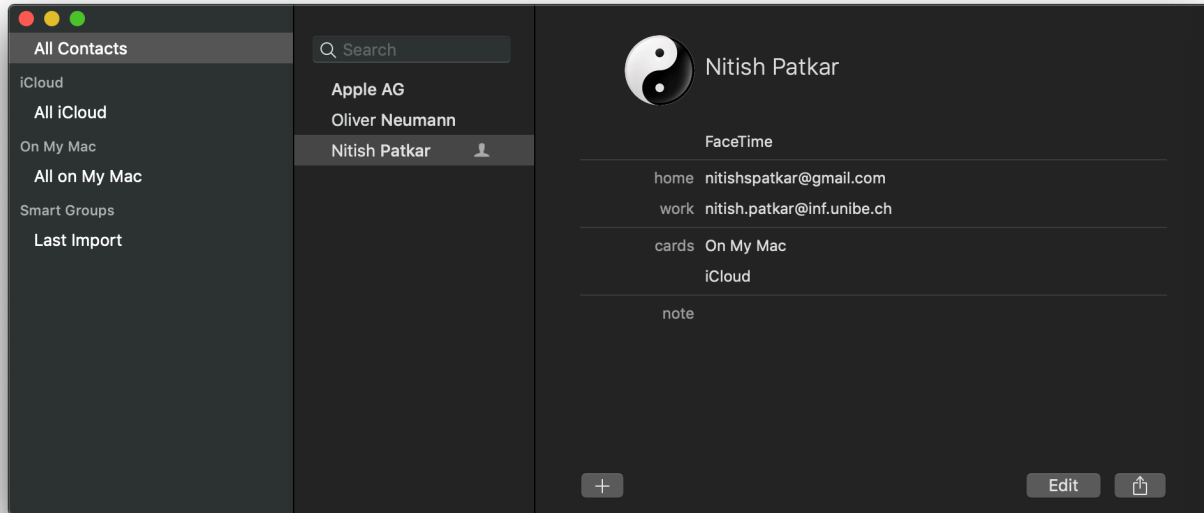 All Contacts
iCloud
All iCloud
On My Mac
All on My Mac
Smart Groups
Last Import
Search
Apple AG
Oliver Neumann
Nitish Patkar
Nitish Patkar
FaceTime
home nitishspatkar@gmail.com
work nitish.patkar@inf.unibe.ch
cards On My Mac
iCloud
note
Edit